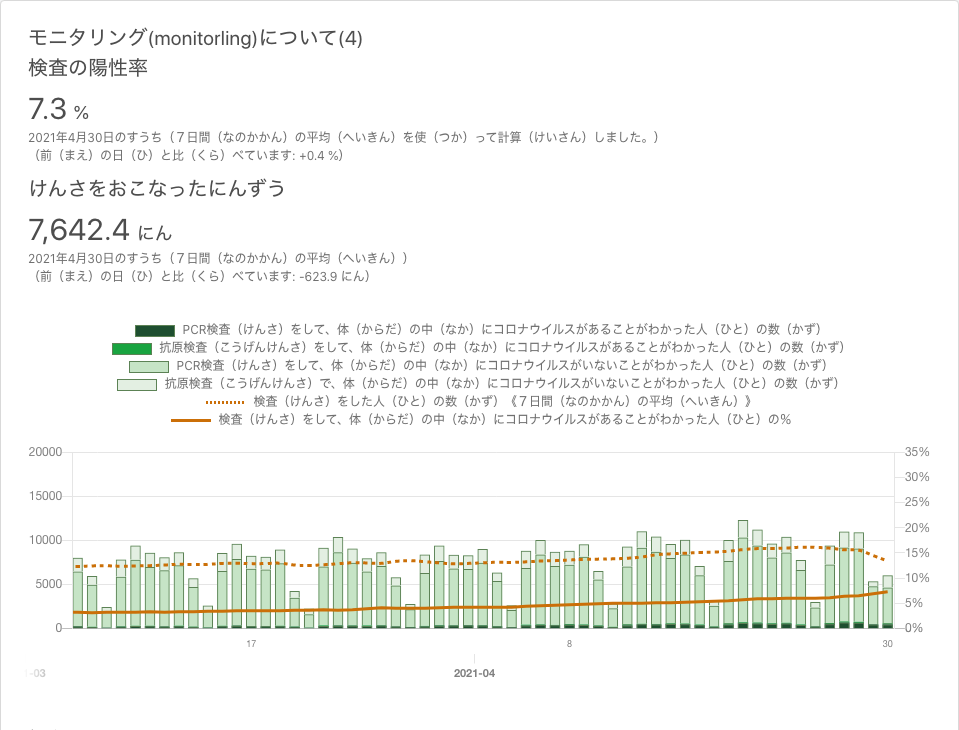 モニタリング(monitorling)について(4)
検査の陽性率
7.3 %
2021年4月30日のすうち（７日間（なのかかん）の平均（へいきん）を使（つか）って計算（けいさん）しました。）
（前（まえ）の日（ひ）と比（くら）べています: +0.4 %）
けんさをおこなったにんずう
7,642.4 にん
2021年4月30日のすうち（７日間（なのかかん）の平均（へいきん））
（前（まえ）の日（ひ）と比（くら）べています: -623.9 にん）
PCR検査（けんさ）をして、体（からだ）の中（なか）にコロナウイルスがあることがわかった人（ひと）の数（かず）
抗原検査（こうげんけんさ）をして、体（からだ）の中（なか）にコロナウイルスがあることがわかった人（ひと）の数（かず）
PCR検査（けんさ）をして、体（からだ）の中（なか）にコロナウイルスがいないことがわかった人（ひと）の数（かず）
抗原検査（こうげんけんさ）で、体（からだ）の中（なか）にコロナウイルスがいないことがわかった人（ひと）の数（かず）
検査（けんさ）をした人（ひと）の数（かず）《７日間（なのかかん）の平均（へいきん）》
検査（けんさ）をして、体（からだ）の中（なか）にコロナウイルスがあることがわかった人（ひと）の%
20000 35%
30%
15000 25%
20%
10000 15%
10%
5000 5%
0 0%
17 8 30
-03 2021-04